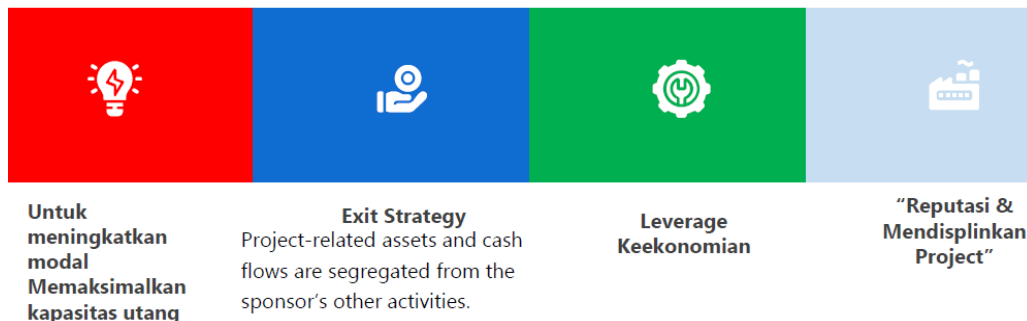 Untuk
meningkatkan
modal
Memaksimalkan
kapasitas utang
Exit Strategy
Project-related assets and cash
flows are segregated from the
sponsor's other activities.
Leverage
Keekonomian
“Reputasi &
Mendisplinkan
Project”